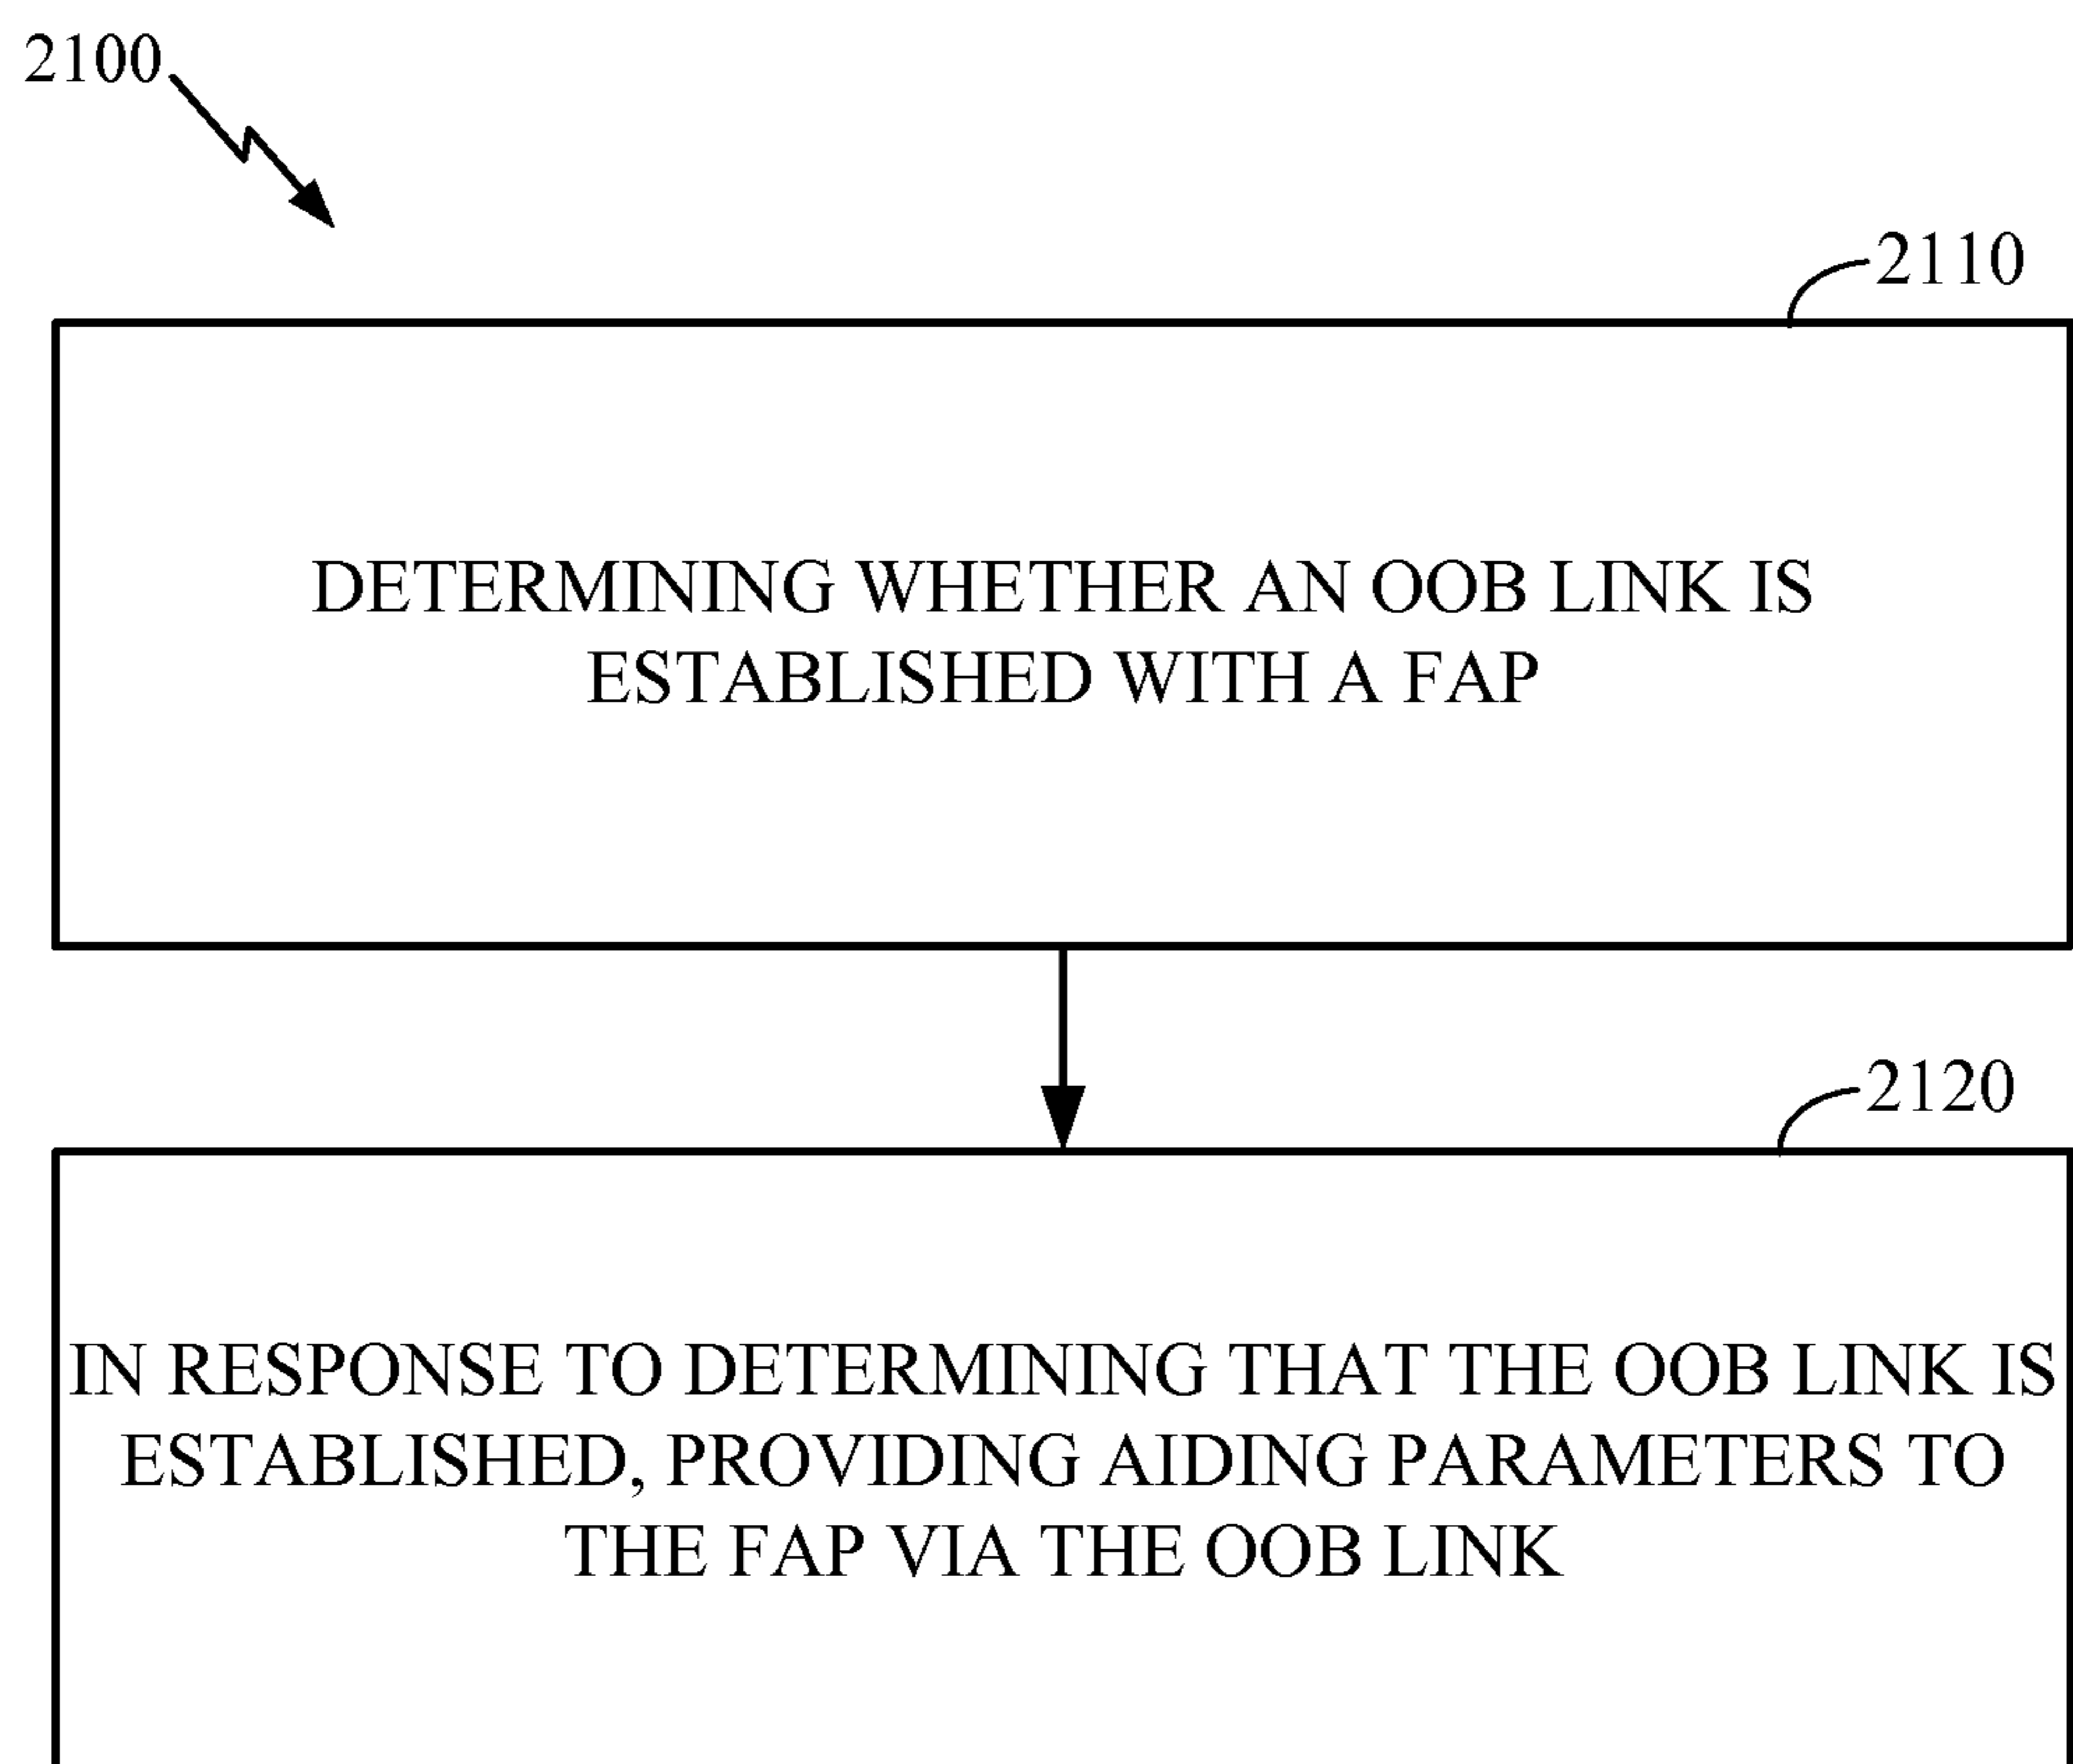 2100
2110
DETERMINING WHETHER AN OOB LINK IS
ESTABLISHED WITH A FAP
2120
IN RESPONSE TO DETERMINING THAT THE OOB LINK IS
ESTABLISHED, PROVIDING AIDING PARAMETERS TO
THE FAP VIA THE OOB LINK